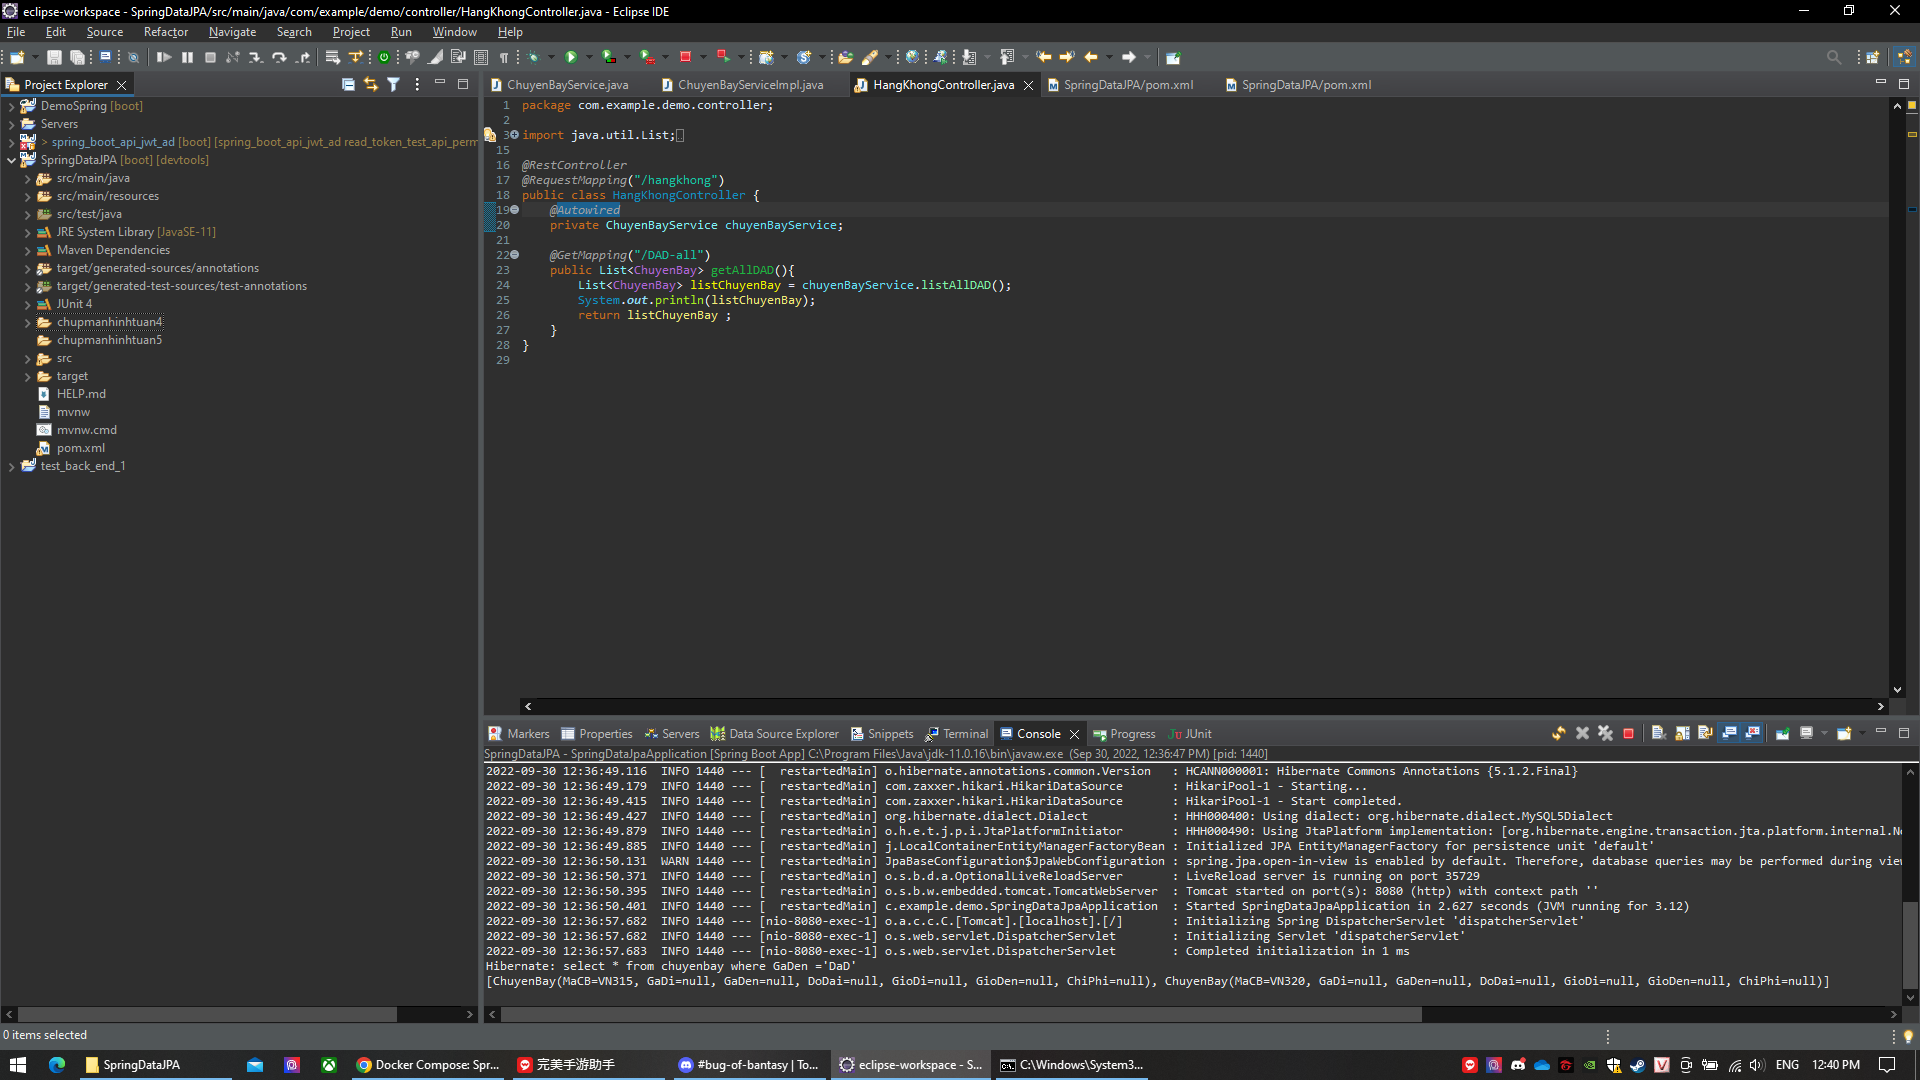 eclipse-workspace - SpringDataJPA/src/main/java/com/example/demo/controller/HangKhongController.java - Eclipse IDE
File Edit Source Refactor Navigate Search Project Run Window Help
Project Explorer
DemoSpring [boot]
Servers
> spring_boot_api_jwt_ad [boot] [spring_boot_api_jwt_ad read_token_test_api_perm
SpringDataJPA [boot] [devtools]
src/main/java
src/main/resources
src/test/java
JRE System Library [JavaSE-11]
Maven Dependencies
target/generated-sources/annotations
target/generated-test-sources/test-annotations
JUnit 4
chupmanhinhtuan4
chupmanhinhtuan5
src
target
HELP.md
mvnw
mvnw.cmd
pom.xml
test_back_end_1
ChuyenBayService.java ChuyenBayServiceImpl.java HangKhongController.java SpringDataJPA/pom.xml SpringDataJPA/pom.xml
1 package com.example.demo.controller;
2
3 import java.util.List;
15
16 @RestController
17 @RequestMapping("/hangkhong")
18 public class HangKhongController {
19 @Autowired
20 private ChuyenBayService chuyenBayService;
21
22 @GetMapping("/DAD-all")
23 public List<ChuyenBay> getAllDAD(){
24 List<ChuyenBay> listChuyenBay = chuyenBayService.listAllDAD();
25 System.out.println(listChuyenBay);
26 return listChuyenBay ;
27 }
28 }
29
Markers Properties Servers Data Source Explorer Snippets Terminal Console Progress JUnit
SpringDataJPA - SpringDataJpaApplication [Spring Boot App] C:\Program Files\Java\jdk-11.0.16\bin\javaw.exe (Sep 30, 2022, 12:36:47 PM) [pid: 1440]
2022-09-30 12:36:49.116 INFO 1440 --- [ restartedMain] o.hibernate.annotations.common.Version : HCANN000001: Hibernate Commons Annotations {5.1.2.Final}
2022-09-30 12:36:49.179 INFO 1440 --- [ restartedMain] com.zaxxer.hikari.HikariDataSource : HikariPool-1 - Starting...
2022-09-30 12:36:49.415 INFO 1440 --- [ restartedMain] com.zaxxer.hikari.HikariDataSource : HikariPool-1 - Start completed.
2022-09-30 12:36:49.427 INFO 1440 --- [ restartedMain] org.hibernate.dialect.Dialect : HHH000400: Using dialect: org.hibernate.dialect.MySQL5Dialect
2022-09-30 12:36:49.879 INFO 1440 --- [ restartedMain] o.h.e.t.j.p.i.JtaPlatformInitiator : HHH000490: Using JtaPlatform implementation: [org.hibernate.engine.transaction.jta.platform.internal.No
2022-09-30 12:36:49.885 INFO 1440 --- [ restartedMain] j.LocalContainerEntityManagerFactoryBean : Initialized JPA EntityManagerFactory for persistence unit 'default'
2022-09-30 12:36:50.131 WARN 1440 --- [ restartedMain] JpaBaseConfiguration$JpaWebConfiguration : spring.jpa.open-in-view is enabled by default. Therefore, database queries may be performed during view
2022-09-30 12:36:50.371 INFO 1440 --- [ restartedMain] o.s.b.d.a.OptionalLiveReloadServer : LiveReload server is running on port 35729
2022-09-30 12:36:50.395 INFO 1440 --- [ restartedMain] o.s.b.w.embedded.tomcat.TomcatWebServer : Tomcat started on port(s): 8080 (http) with context path ''
2022-09-30 12:36:50.401 INFO 1440 --- [ restartedMain] c.example.demo.SpringDataJpaApplication : Started SpringDataJpaApplication in 2.627 seconds (JVM running for 3.12)
2022-09-30 12:36:57.682 INFO 1440 --- [nio-8080-exec-1] o.a.c.c.C.[Tomcat].[localhost].[/] : Initializing Spring DispatcherServlet 'dispatcherServlet'
2022-09-30 12:36:57.682 INFO 1440 --- [nio-8080-exec-1] o.s.web.servlet.DispatcherServlet : Initializing Servlet 'dispatcherServlet'
2022-09-30 12:36:57.683 INFO 1440 --- [nio-8080-exec-1] o.s.web.servlet.DispatcherServlet : Completed initialization in 1 ms
Hibernate: select * from chuyenbay where GaDen ='DaD'
[ChuyenBay(MaCB=VN315, GaDi=null, GaDen=null, DoDai=null, GioDi=null, GioDen=null, ChiPhi=null), ChuyenBay(MaCB=VN320, GaDi=null, GaDen=null, DoDai=null, GioDi=null, GioDen=null, ChiPhi=null)]
0 items selected
SpringDataJPA Docker Compose: Spr... 完美手游助手 #bug-of-bantasy | To... eclipse-workspace - S... C:\Windows\System3... ENG 12:40 PM